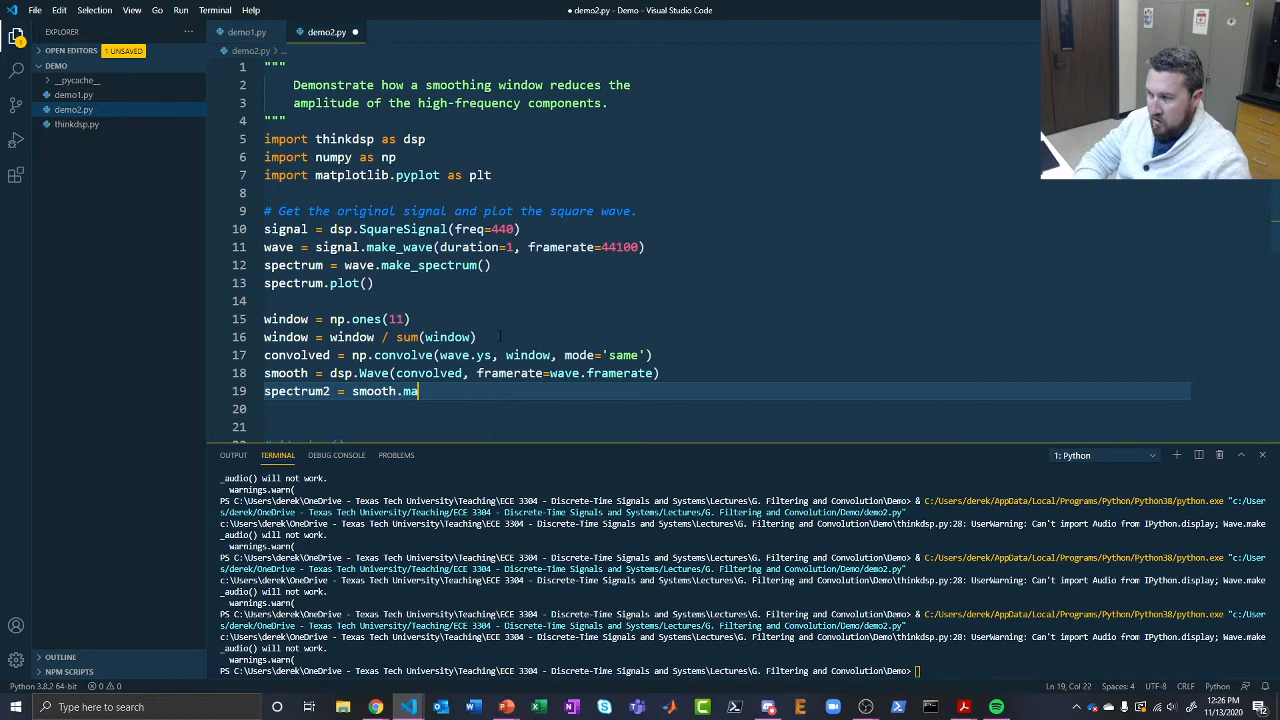 File Edit Selection View Go Run Terminal Help
● demo2.py - Demo - Visual Studio Code
EXPLORER ···
OPEN EDITORS 1 UNSAVED
DEMO
__pycache__
demo1.py
demo2.py
thinkdsp.py
OUTLINE
NPM SCRIPTS
demo1.py demo2.py ●
demo2.py > ...
1 """
2 Demonstrate how a smoothing window reduces the
3 amplitude of the high-frequency components.
4 """
5 import thinkdsp as dsp
6 import numpy as np
7 import matplotlib.pyplot as plt
8
9 # Get the original signal and plot the square wave.
10 signal = dsp.SquareSignal(freq=440)
11 wave = signal.make_wave(duration=1, framerate=44100)
12 spectrum = wave.make_spectrum()
13 spectrum.plot()
14
15 window = np.ones(11)
16 window = window / sum(window)
17 convolved = np.convolve(wave.ys, window, mode='same')
18 smooth = dsp.Wave(convolved, framerate=wave.framerate)
19 spectrum2 = smooth.ma
20
21
OUTPUT TERMINAL DEBUG CONSOLE PROBLEMS 1: Python
_audio() will not work.
warnings.warn(
PS C:\Users\derek\OneDrive - Texas Tech University\Teaching\ECE 3304 - Discrete-Time Signals and Systems\Lectures\G. Filtering and Convolution\Demo> & C:/Users/derek/AppData/Local/Programs/Python/Python38/python.exe "c:/User
s/derek/OneDrive - Texas Tech University/Teaching/ECE 3304 - Discrete-Time Signals and Systems/Lectures/G. Filtering and Convolution/Demo/demo2.py"
c:\Users\derek\OneDrive - Texas Tech University\Teaching\ECE 3304 - Discrete-Time Signals and Systems\Lectures\G. Filtering and Convolution\Demo\thinkdsp.py:28: UserWarning: Can't import Audio from IPython.display; Wave.make
_audio() will not work.
warnings.warn(
PS C:\Users\derek\OneDrive - Texas Tech University\Teaching\ECE 3304 - Discrete-Time Signals and Systems\Lectures\G. Filtering and Convolution\Demo> & C:/Users/derek/AppData/Local/Programs/Python/Python38/python.exe "c:/User
s/derek/OneDrive - Texas Tech University/Teaching/ECE 3304 - Discrete-Time Signals and Systems/Lectures/G. Filtering and Convolution/Demo/demo2.py"
c:\Users\derek\OneDrive - Texas Tech University\Teaching\ECE 3304 - Discrete-Time Signals and Systems\Lectures\G. Filtering and Convolution\Demo\thinkdsp.py:28: UserWarning: Can't import Audio from IPython.display; Wave.make
_audio() will not work.
warnings.warn(
PS C:\Users\derek\OneDrive - Texas Tech University\Teaching\ECE 3304 - Discrete-Time Signals and Systems\Lectures\G. Filtering and Convolution\Demo> & C:/Users/derek/AppData/Local/Programs/Python/Python38/python.exe "c:/User
s/derek/OneDrive - Texas Tech University/Teaching/ECE 3304 - Discrete-Time Signals and Systems/Lectures/G. Filtering and Convolution/Demo/demo2.py"
c:\Users\derek\OneDrive - Texas Tech University\Teaching\ECE 3304 - Discrete-Time Signals and Systems\Lectures\G. Filtering and Convolution\Demo\thinkdsp.py:28: UserWarning: Can't import Audio from IPython.display; Wave.make
_audio() will not work.
warnings.warn(
PS C:\Users\derek\OneDrive - Texas Tech University\Teaching\ECE 3304 - Discrete-Time Signals and Systems\Lectures\G. Filtering and Convolution\Demo>
Python 3.8.2 64-bit 0 0 Ln 19, Col 22 Spaces: 4 UTF-8 CRLF Python
Type here to search
12:26 PM
11/13/2020